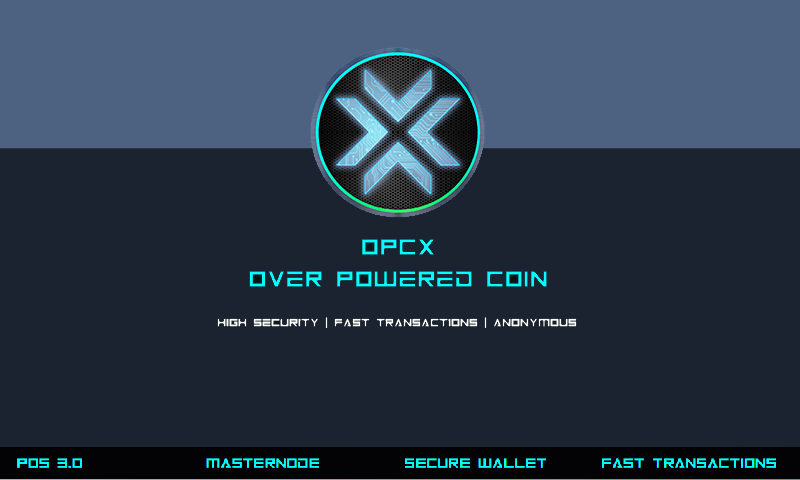 OPCX
OVER POWERED COIN
HIGH SECURITY | FAST TRANSACTIONS | ANONYMOUS
POS 3.0 MASTERNODE SECURE WALLET FAST TRANSACTIONS